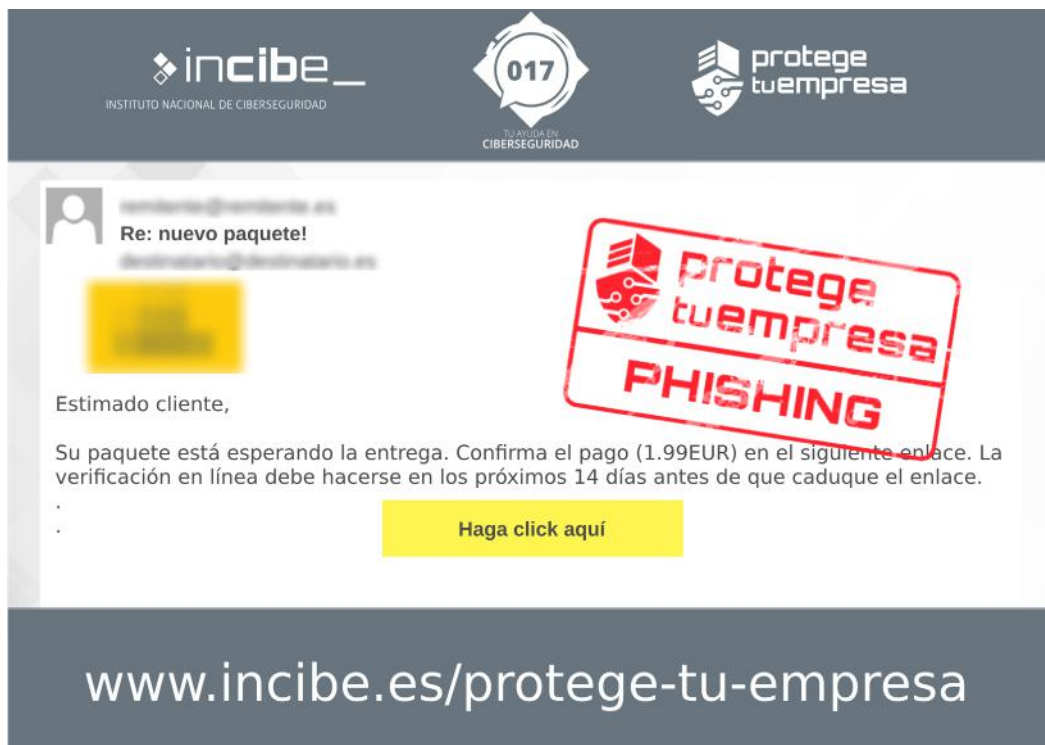 incibe_
INSTITUTO NACIONAL DE CIBERSEGURIDAD
017
TU AYUDA EN
CIBERSEGURIDAD
protege
tuempresa
Re: nuevo paquete!
protege
tuempresa
PHISHING
Estimado cliente,
Su paquete está esperando la entrega. Confirma el pago (1.99EUR) en el siguiente enlace. La
verificación en línea debe hacerse en los próximos 14 días antes de que caduque el enlace.
.
.
Haga click aquí
www.incibe.es/protege-tu-empresa